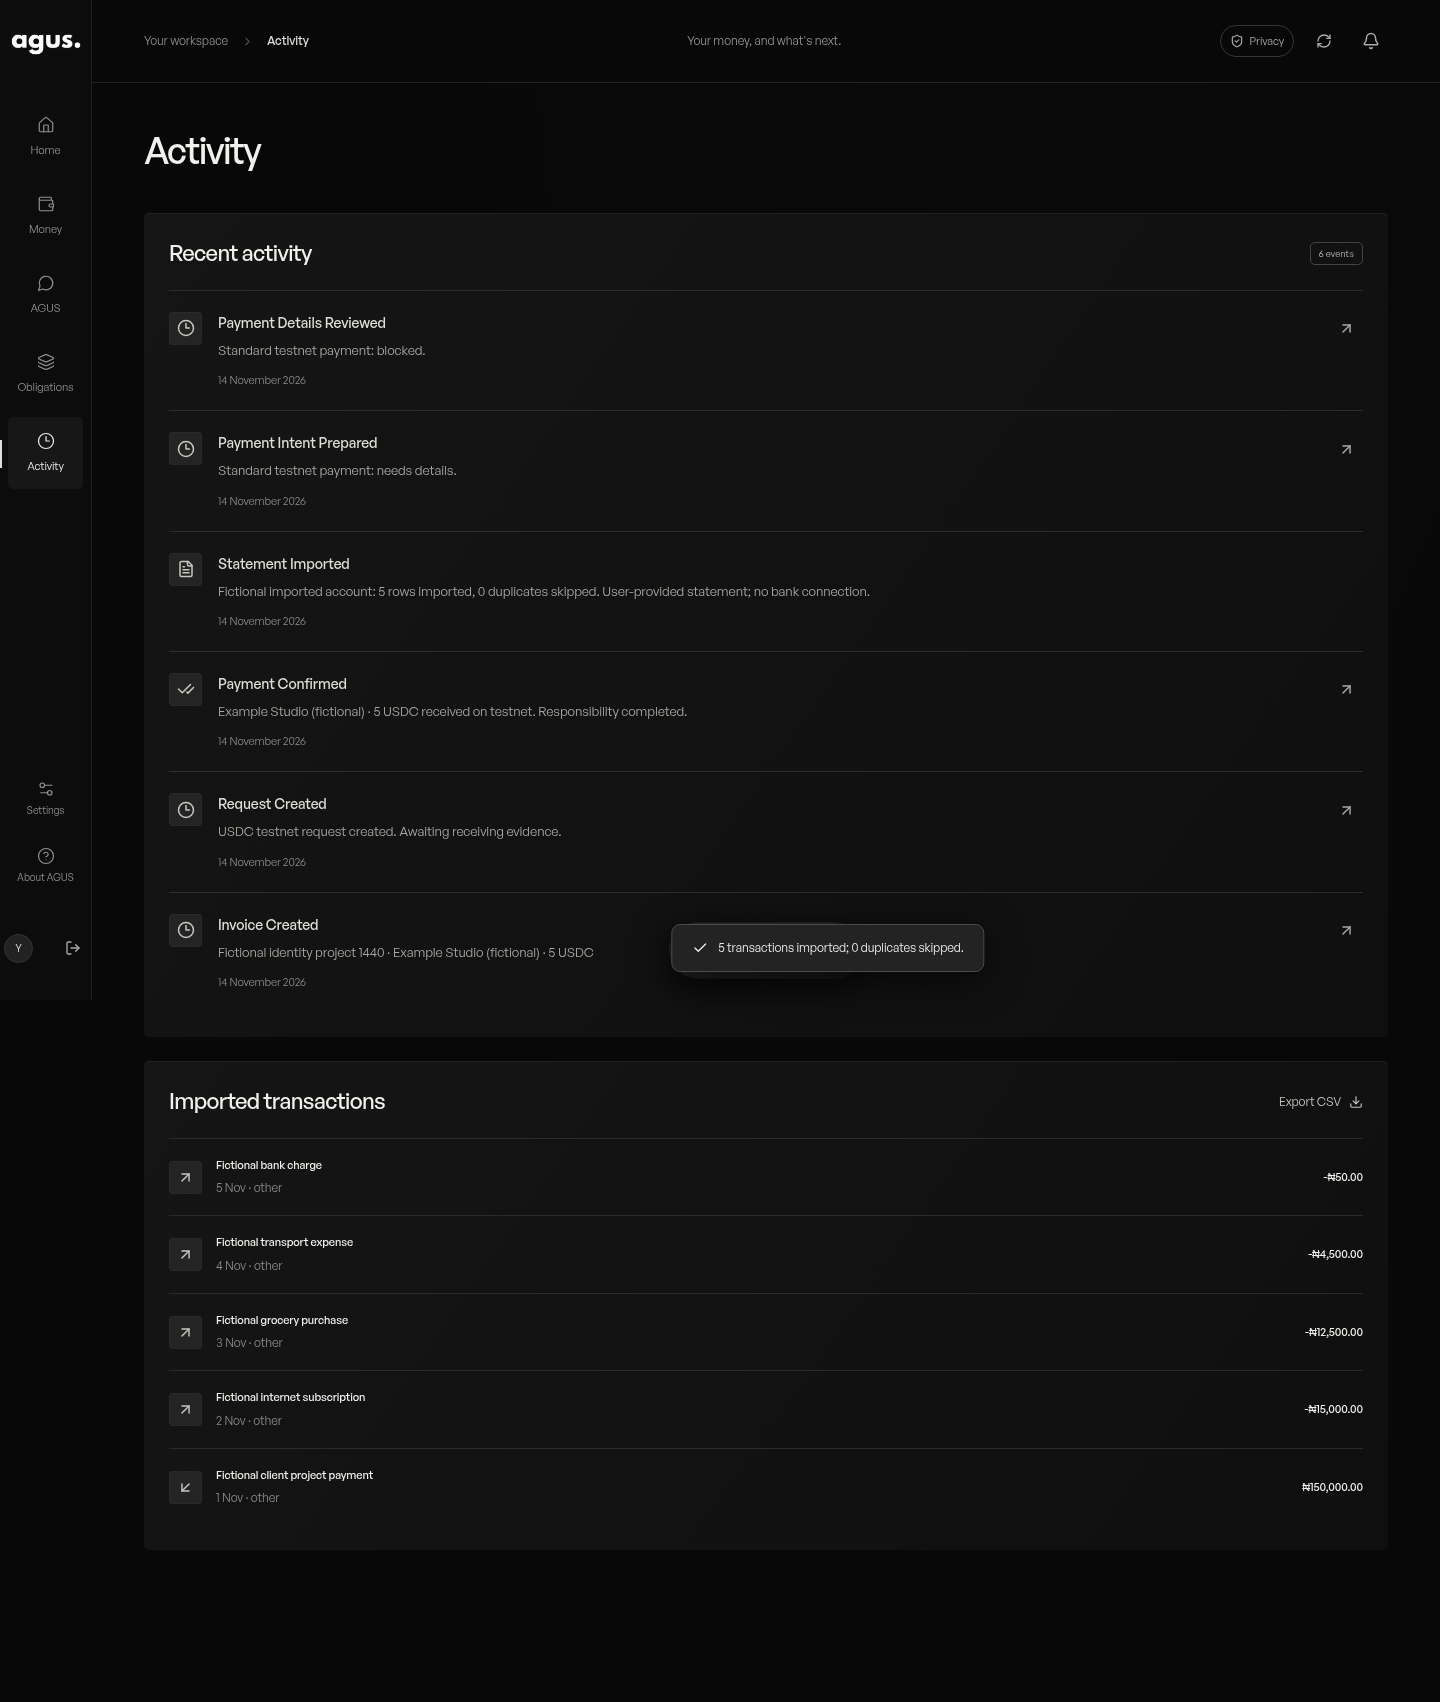 agus.
Your workspace > Activity
Your money, and what's next.
Privacy
Home
Money
AGUS
Obligations
Activity
Settings
About AGUS
Y
Activity
Recent activity
6 events
Payment Details Reviewed
Standard testnet payment: blocked.
14 November 2026
Payment Intent Prepared
Standard testnet payment: needs details.
14 November 2026
Statement Imported
Fictional imported account: 5 rows imported, 0 duplicates skipped. User-provided statement; no bank connection.
14 November 2026
Payment Confirmed
Example Studio (fictional) · 5 USDC received on testnet. Responsibility completed.
14 November 2026
Request Created
USDC testnet request created. Awaiting receiving evidence.
14 November 2026
Invoice Created
Fictional identity project 1440 · Example Studio (fictional) · 5 USDC
14 November 2026
5 transactions imported; 0 duplicates skipped.
Imported transactions
Export CSV
Fictional bank charge
5 Nov · other
-₦50.00
Fictional transport expense
4 Nov · other
-₦4,500.00
Fictional grocery purchase
3 Nov · other
-₦12,500.00
Fictional internet subscription
2 Nov · other
-₦15,000.00
Fictional client project payment
1 Nov · other
₦150,000.00